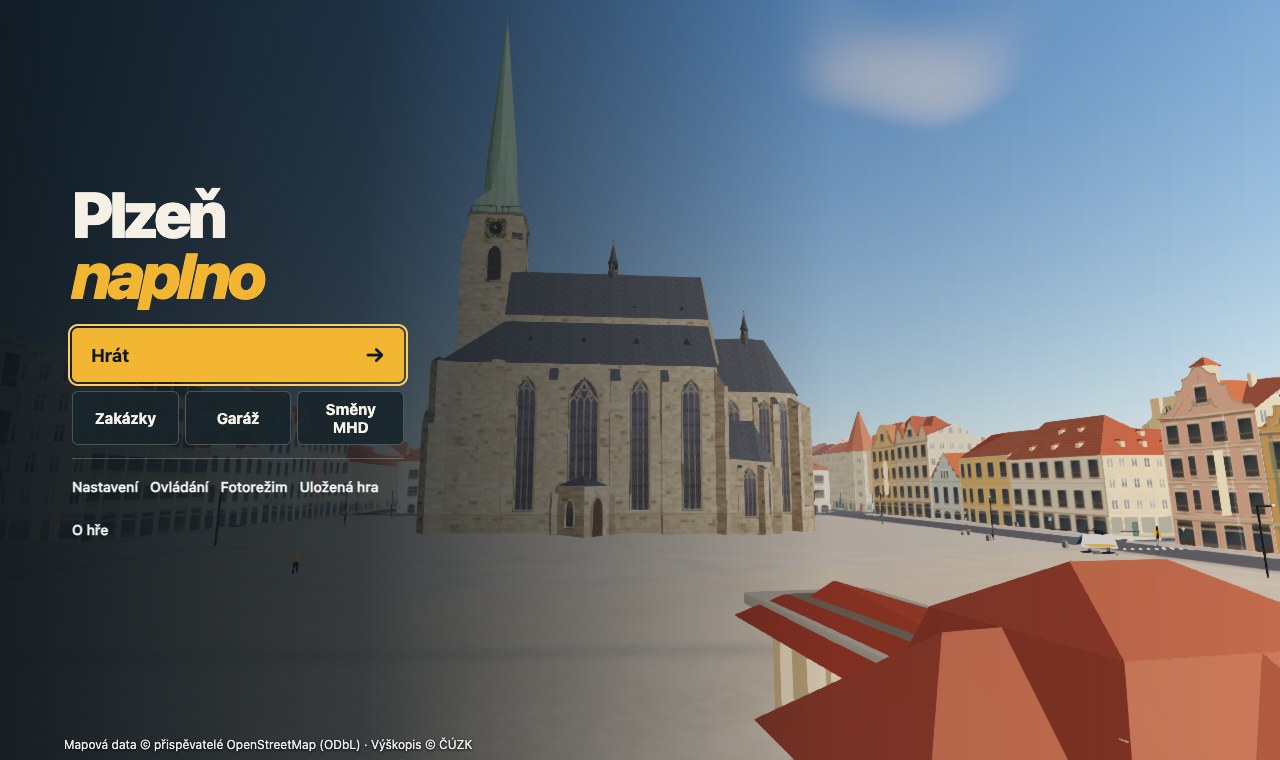 Plzeň
naplno
Hrát
Zakázky
Garáž
Směny
MHD
Nastavení Ovládání Fotorežim Uložená hra
O hře
Mapová data © přispěvatelé OpenStreetMap (ODbL) · Výškopis © ČÚZK